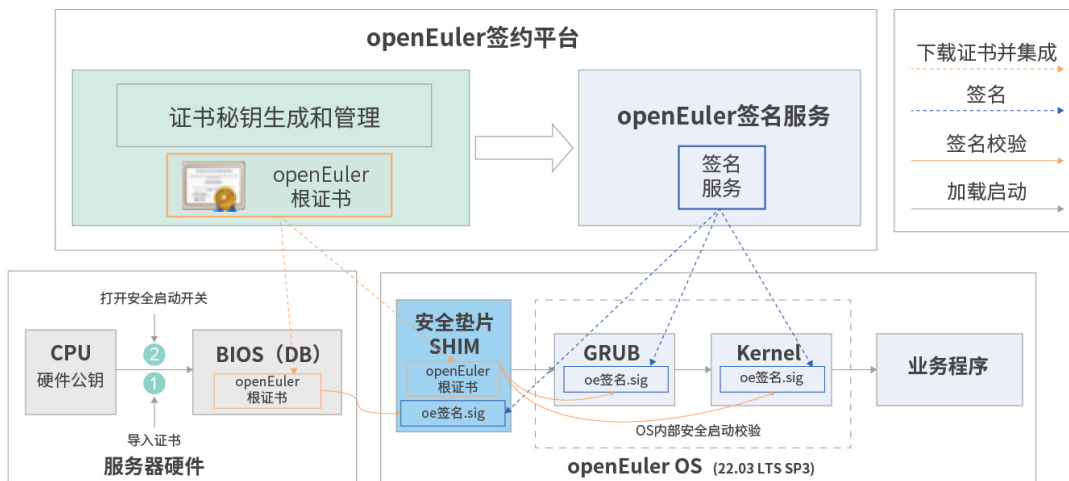 openEuler签约平台
证书秘钥生成和管理
openEuler
根证书
openEuler签名服务
签名
服务
下载证书并集成
签名
签名校验
加载启动
打开安全启动开关
CPU
硬件公钥
2
1
导入证书
BIOS（DB）
openEuler
根证书
服务器硬件
安全垫片
SHIM
openEuler
根证书
oe签名.sig
GRUB
oe签名.sig
Kernel
oe签名.sig
OS内部安全启动校验
业务程序
openEuler OS (22.03 LTS SP3)